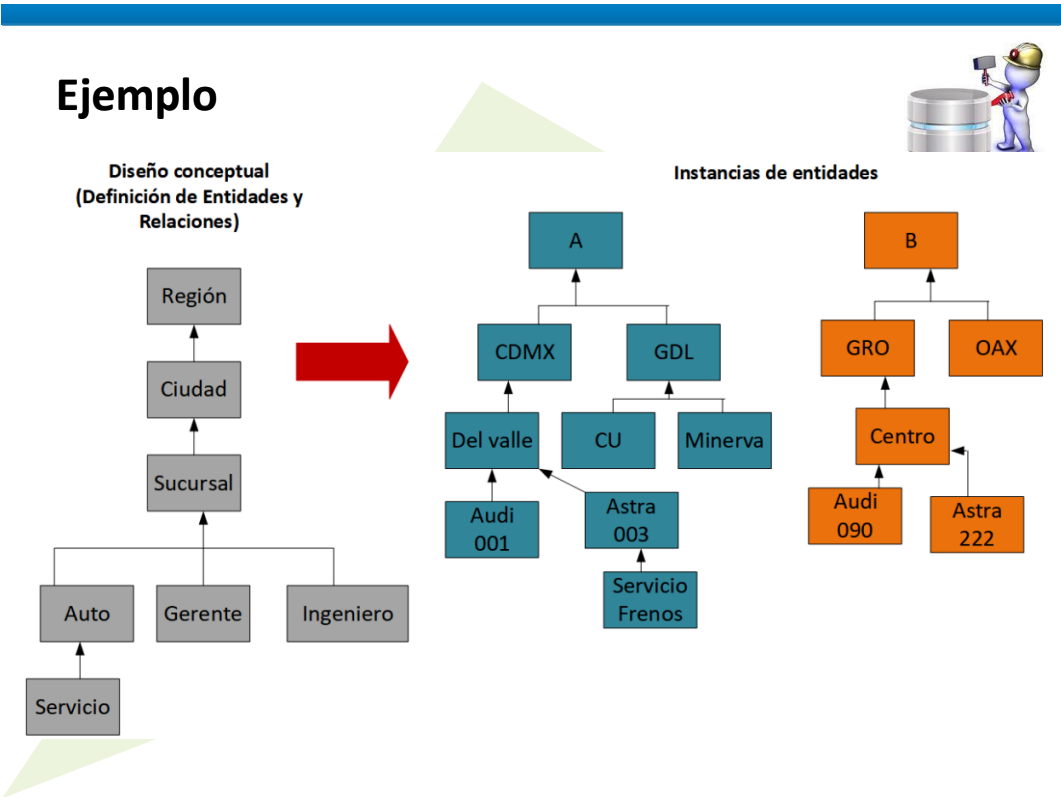 Ejemplo
Diseño conceptual
(Definición de Entidades y
Relaciones)
Región
Ciudad
Sucursal
Auto
Gerente
Ingeniero
Servicio
Instancias de entidades
A
CDMX
GDL
Del valle
CU
Minerva
Audi
001
Astra
003
Servicio
Frenos
B
GRO
OAX
Centro
Audi
090
Astra
222